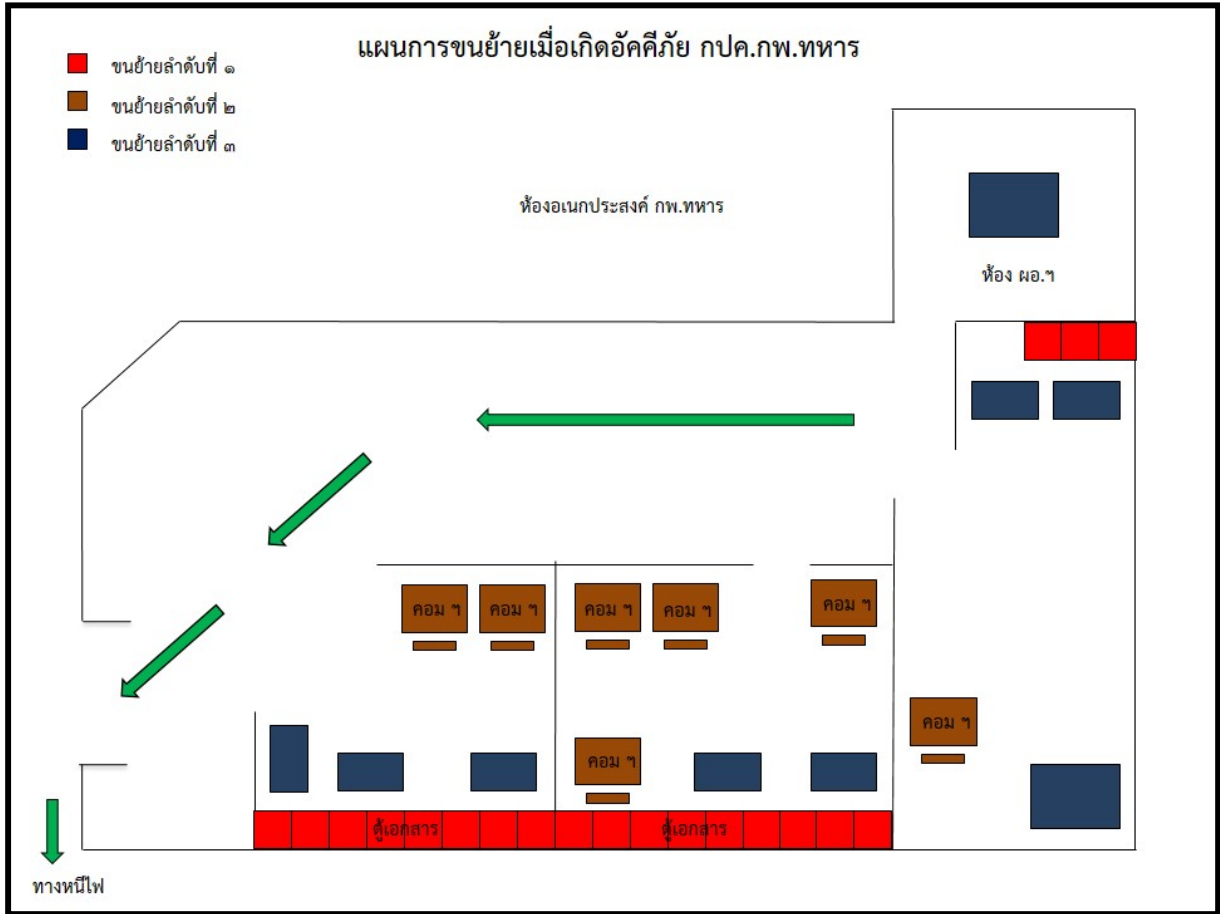 แผนการขนย้ายเมื่อเกิดอัคคีภัย กปค.กพ.ทหาร
ขนย้ายลำดับที่ ๑
ขนย้ายลำดับที่ ๒
ขนย้ายลำดับที่ ๓
ห้องอเนกประสงค์ กพ.ทหาร
ห้อง ผอ.ฯ
คอม ฯ
คอม ฯ
คอม ฯ
คอม ฯ
คอม ฯ
คอม ฯ
คอม ฯ
ตู้เอกสาร
ตู้เอกสาร
ทางหนีไฟ